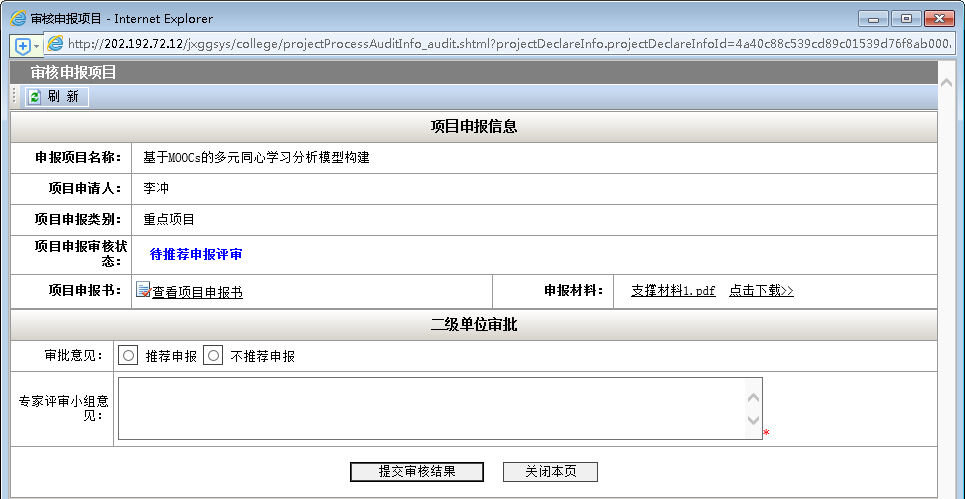 审核申报项目 - Internet Explorer
http://202.192.72.12/jxggsys/college/projectProcessAuditInfo_audit.shtml?projectDeclareInfo.projectDeclareInfoId=4a40c88c539cd89c01539d76f8ab000.
审核申报项目
刷 新
项目申报信息
申报项目名称： 基于MOOCs的多元同心学习分析模型构建
项目申请人： 李冲
项目申报类别： 重点项目
项目申报审核状
态： 待推荐申报评审
项目申报书： 查看项目申报书 申报材料： 支撑材料1.pdf 点击下载>>
二级单位审批
审批意见： 推荐申报 不推荐申报
专家评审小组意
见： *
提交审核结果 关闭本页